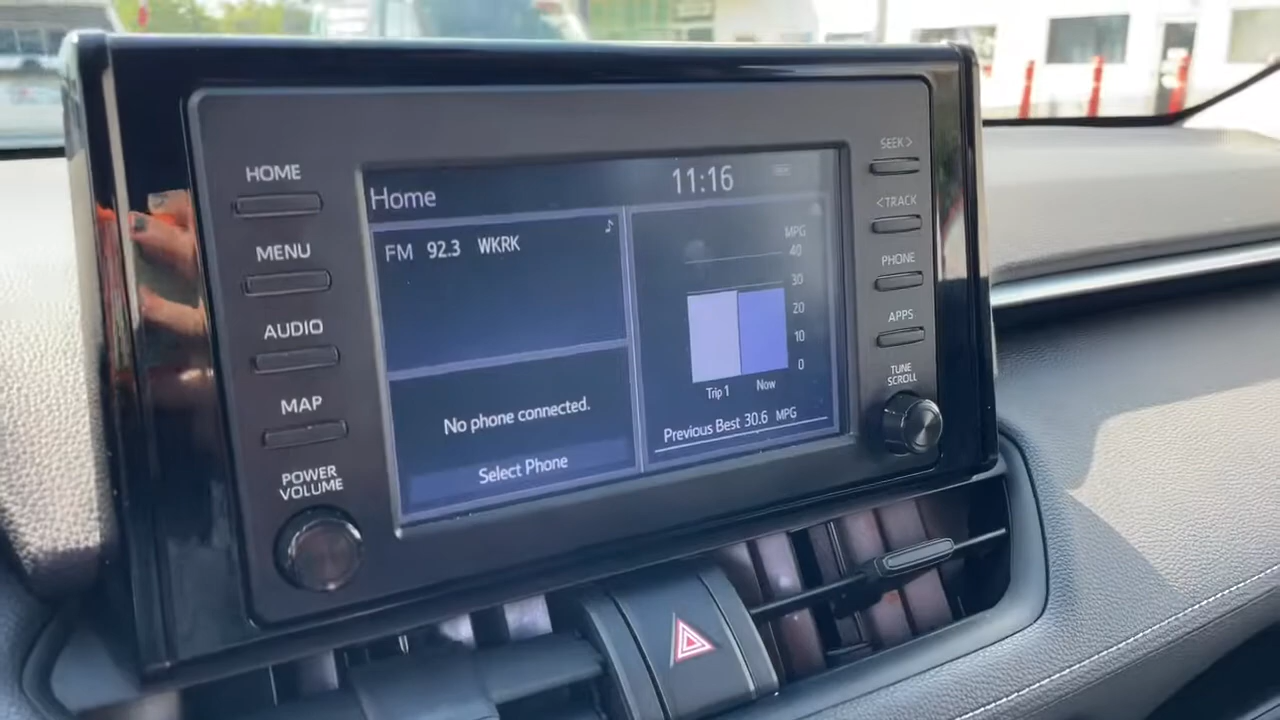 HOME
MENU
AUDIO
MAP
POWER
VOLUME
Home
11:16
FM 92.3 WKRK
No phone connected.
Select Phone
MPG
40
30
20
10
0
Trip 1 Now
Previous Best 30.6 MPG
SEEK >
< TRACK
PHONE
APPS
TUNE
SCROLL